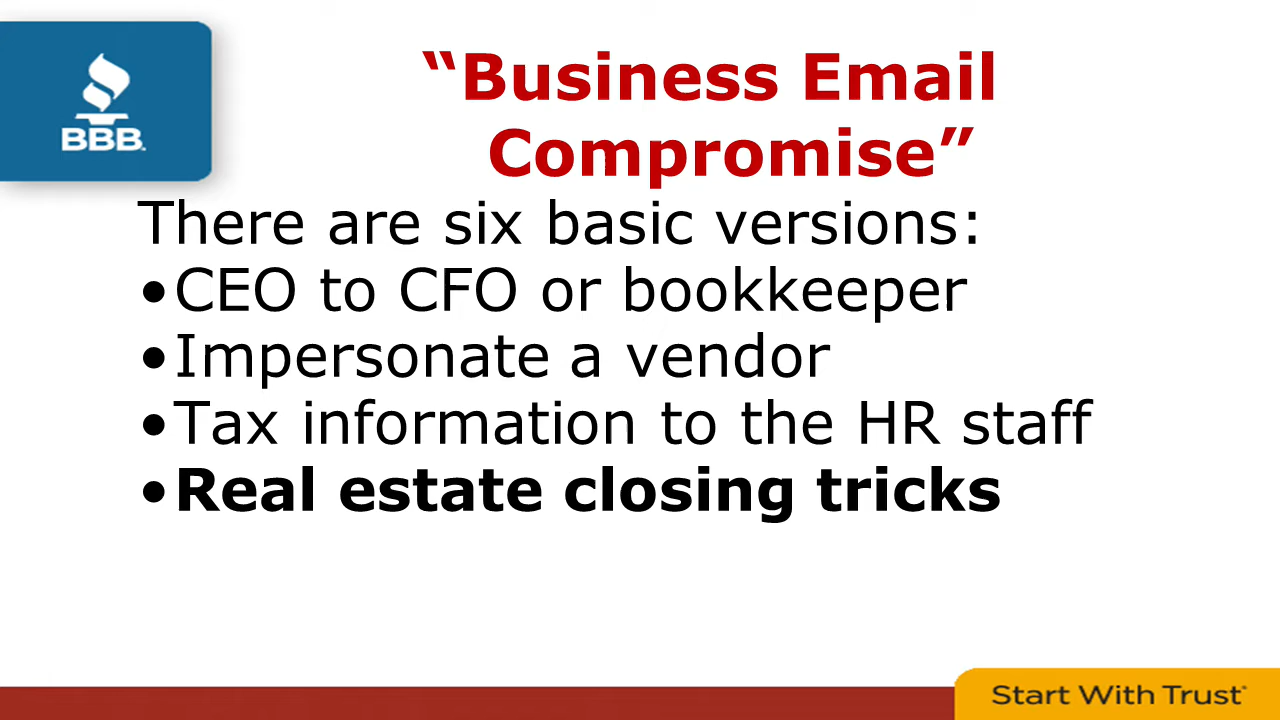 BBB.
“Business Email
Compromise”
There are six basic versions:
•CEO to CFO or bookkeeper
•Impersonate a vendor
•Tax information to the HR staff
•Real estate closing tricks
Start With Trust®